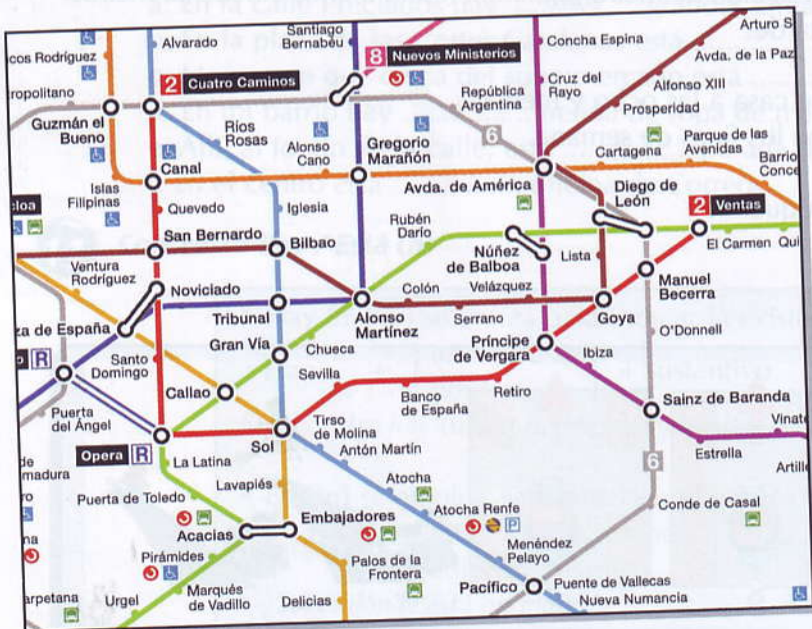 Alvarado
Santiago
Bernabéu
Concha Espina
Arturo S
Avda. de la Paz
cos Rodríguez
2 Cuatro Caminos
8 Nuevos Ministerios
Cruz del
Rayo
Alfonso XIII
ropolitano
República
Argentina
Prosperidad
Guzmán el
Bueno
Ríos
Rosas
6
Parque de las
Avenidas
Canal
Alonso
Cano
Gregorio
Marañón
Cartagena
Barrio
Conce
Islas
Filipinas
Avda. de América
Diego de
León
cloa
Quevedo
Iglesia
Rubén
Darío
2 Ventas
San Bernardo
Bilbao
Núñez
de Balboa
Lista
El Carmen
Qui
Ventura
Rodríguez
Noviciado
Colón
Velázquez
Manuel
Becerra
za de España
Tribunal
Alonso
Martínez
Serrano
Goya
O'Donnell
o R
Gran Vía
Chueca
Príncipe
de Vergara
Santo
Domingo
Callao
Sevilla
Ibiza
Banco
de España
Retiro
Sainz de Baranda
Puerta
del Ángel
Sol
Tirso
de Molina
Vinate
Opera R
Antón Martín
Estrella
de
madura
La Latina
6
Artille
ro
Lavapiés
Atocha
Puerta de Toledo
Atocha Renfe
P
Conde de Casal
na
Acacias
Embajadores
Pirámides
Menéndez
Pelayo
Palos de la
Frontera
Pacífico
Puente de Vallecas
arpetana
Urgel
Marqués
de Vadillo
Delicias
Nueva Numancia